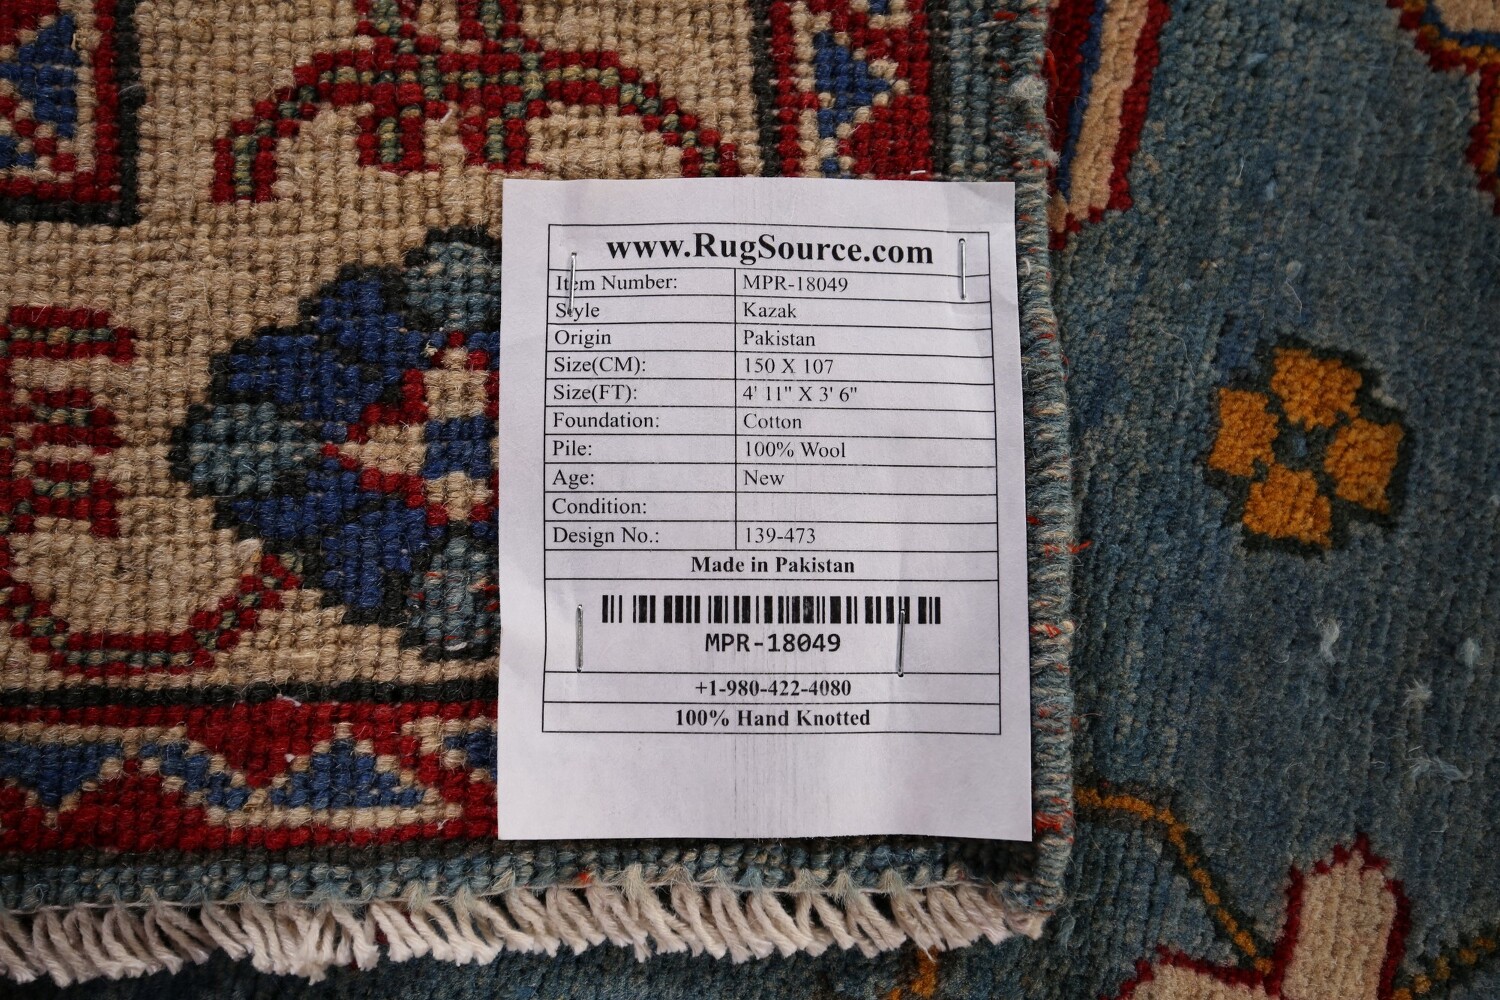 www.RugSource.com
Item Number: MPR-18049
Style Kazak
Origin Pakistan
Size(CM): 150 X 107
Size(FT): 4' 11" X 3' 6"
Foundation: Cotton
Pile: 100% Wool
Age: New
Condition:
Design No.: 139-473
Made in Pakistan
MPR-18049
+1-980-422-4080
100% Hand Knotted